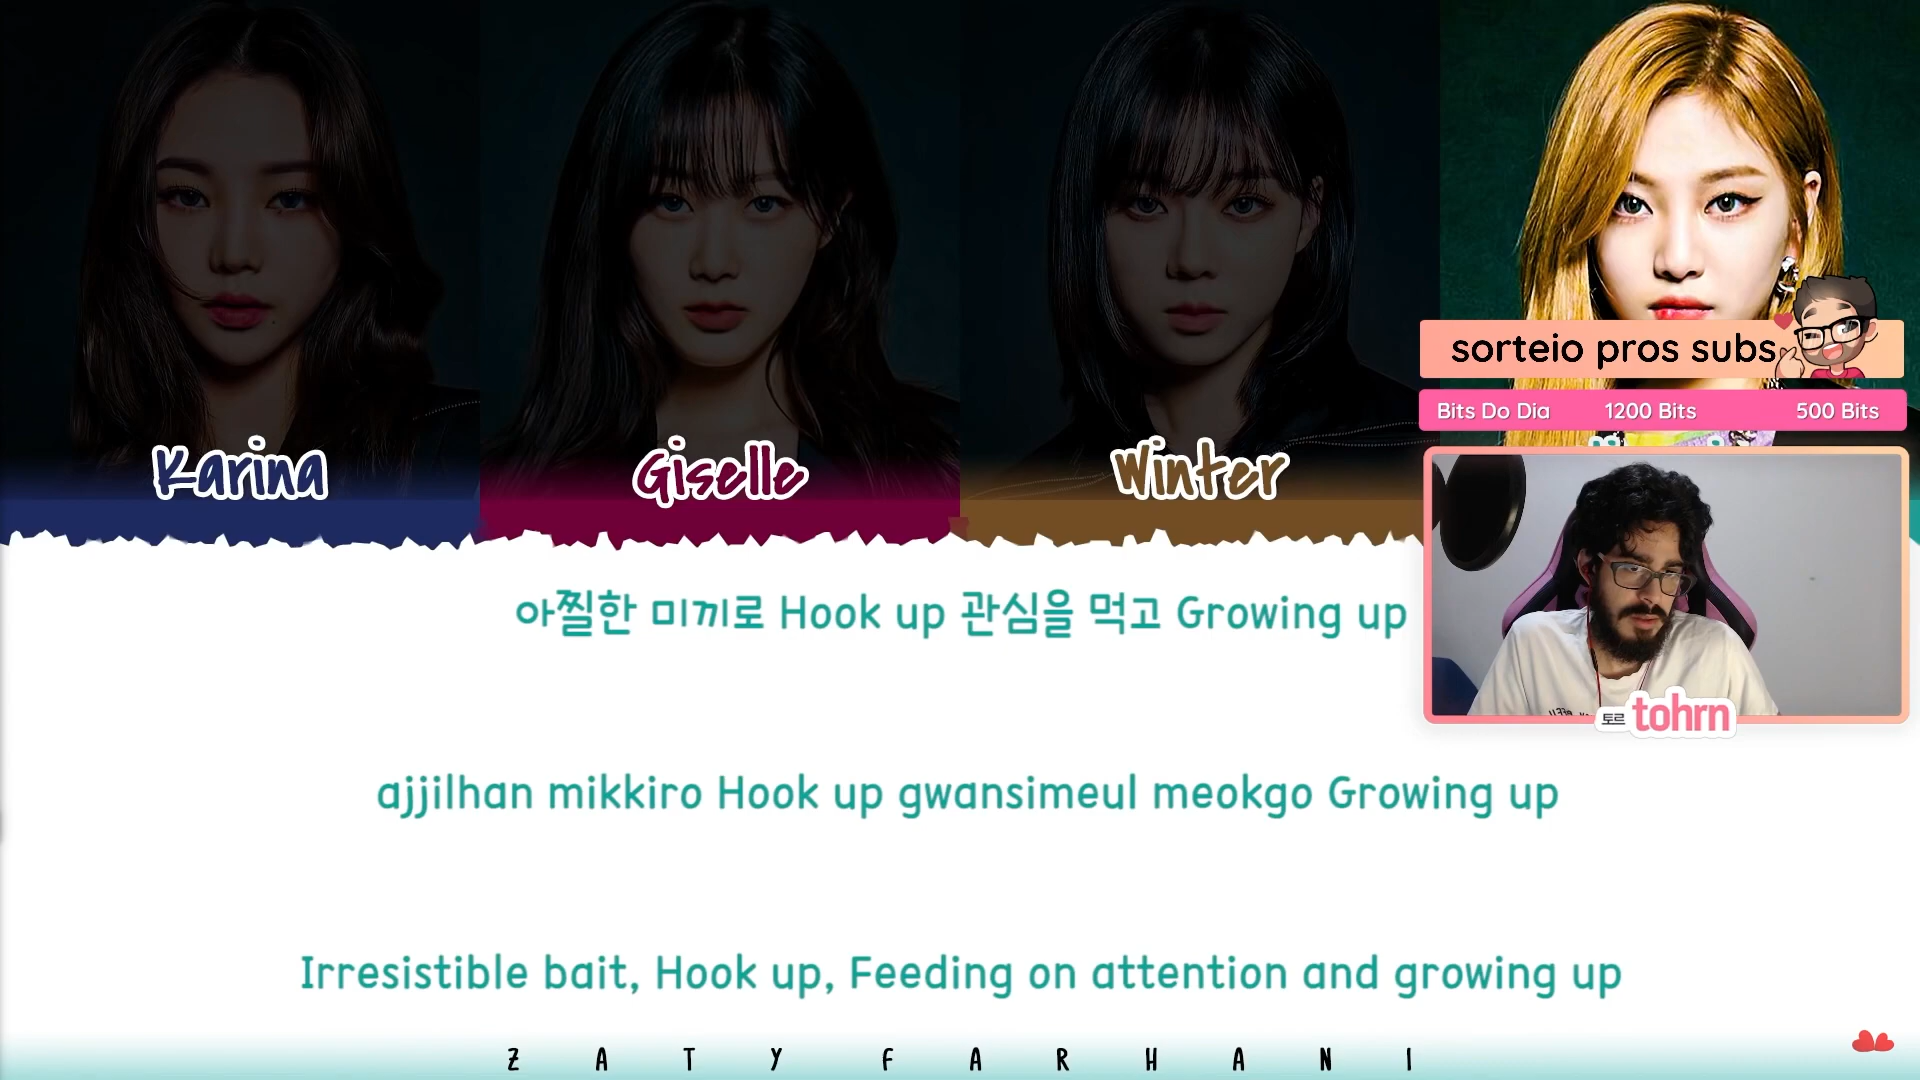 Karina
Giselle
Winter
sorteio pros subs
Bits Do Dia 1200 Bits 500 Bits
토르 tohrn
아찔한 미끼로 Hook up 관심을 먹고 Growing up
ajjilhan mikkiro Hook up gwansimeul meokgo Growing up
Irresistible bait, Hook up, Feeding on attention and growing up
ZATY FARHANI